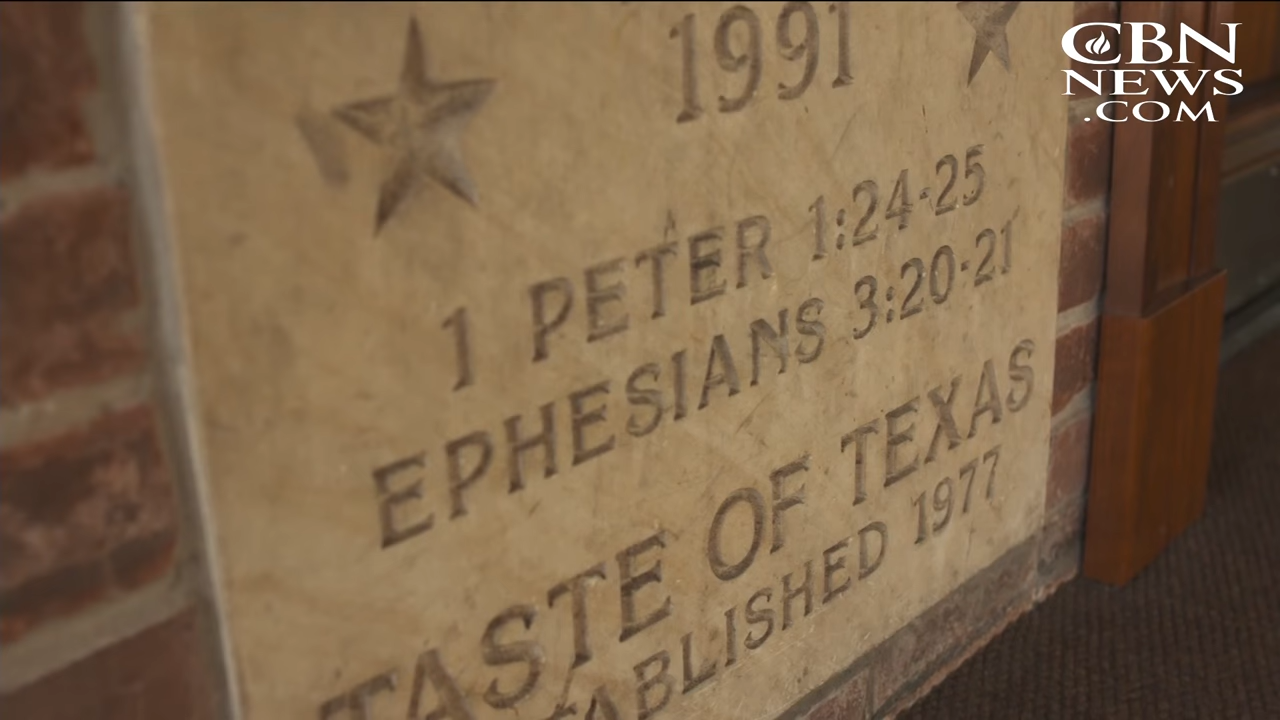 1991
1 PETER 1:24-25
EPHESIANS 3:20-21
TASTE OF TEXAS
ESTABLISHED 1977
CBN
NEWS
.COM